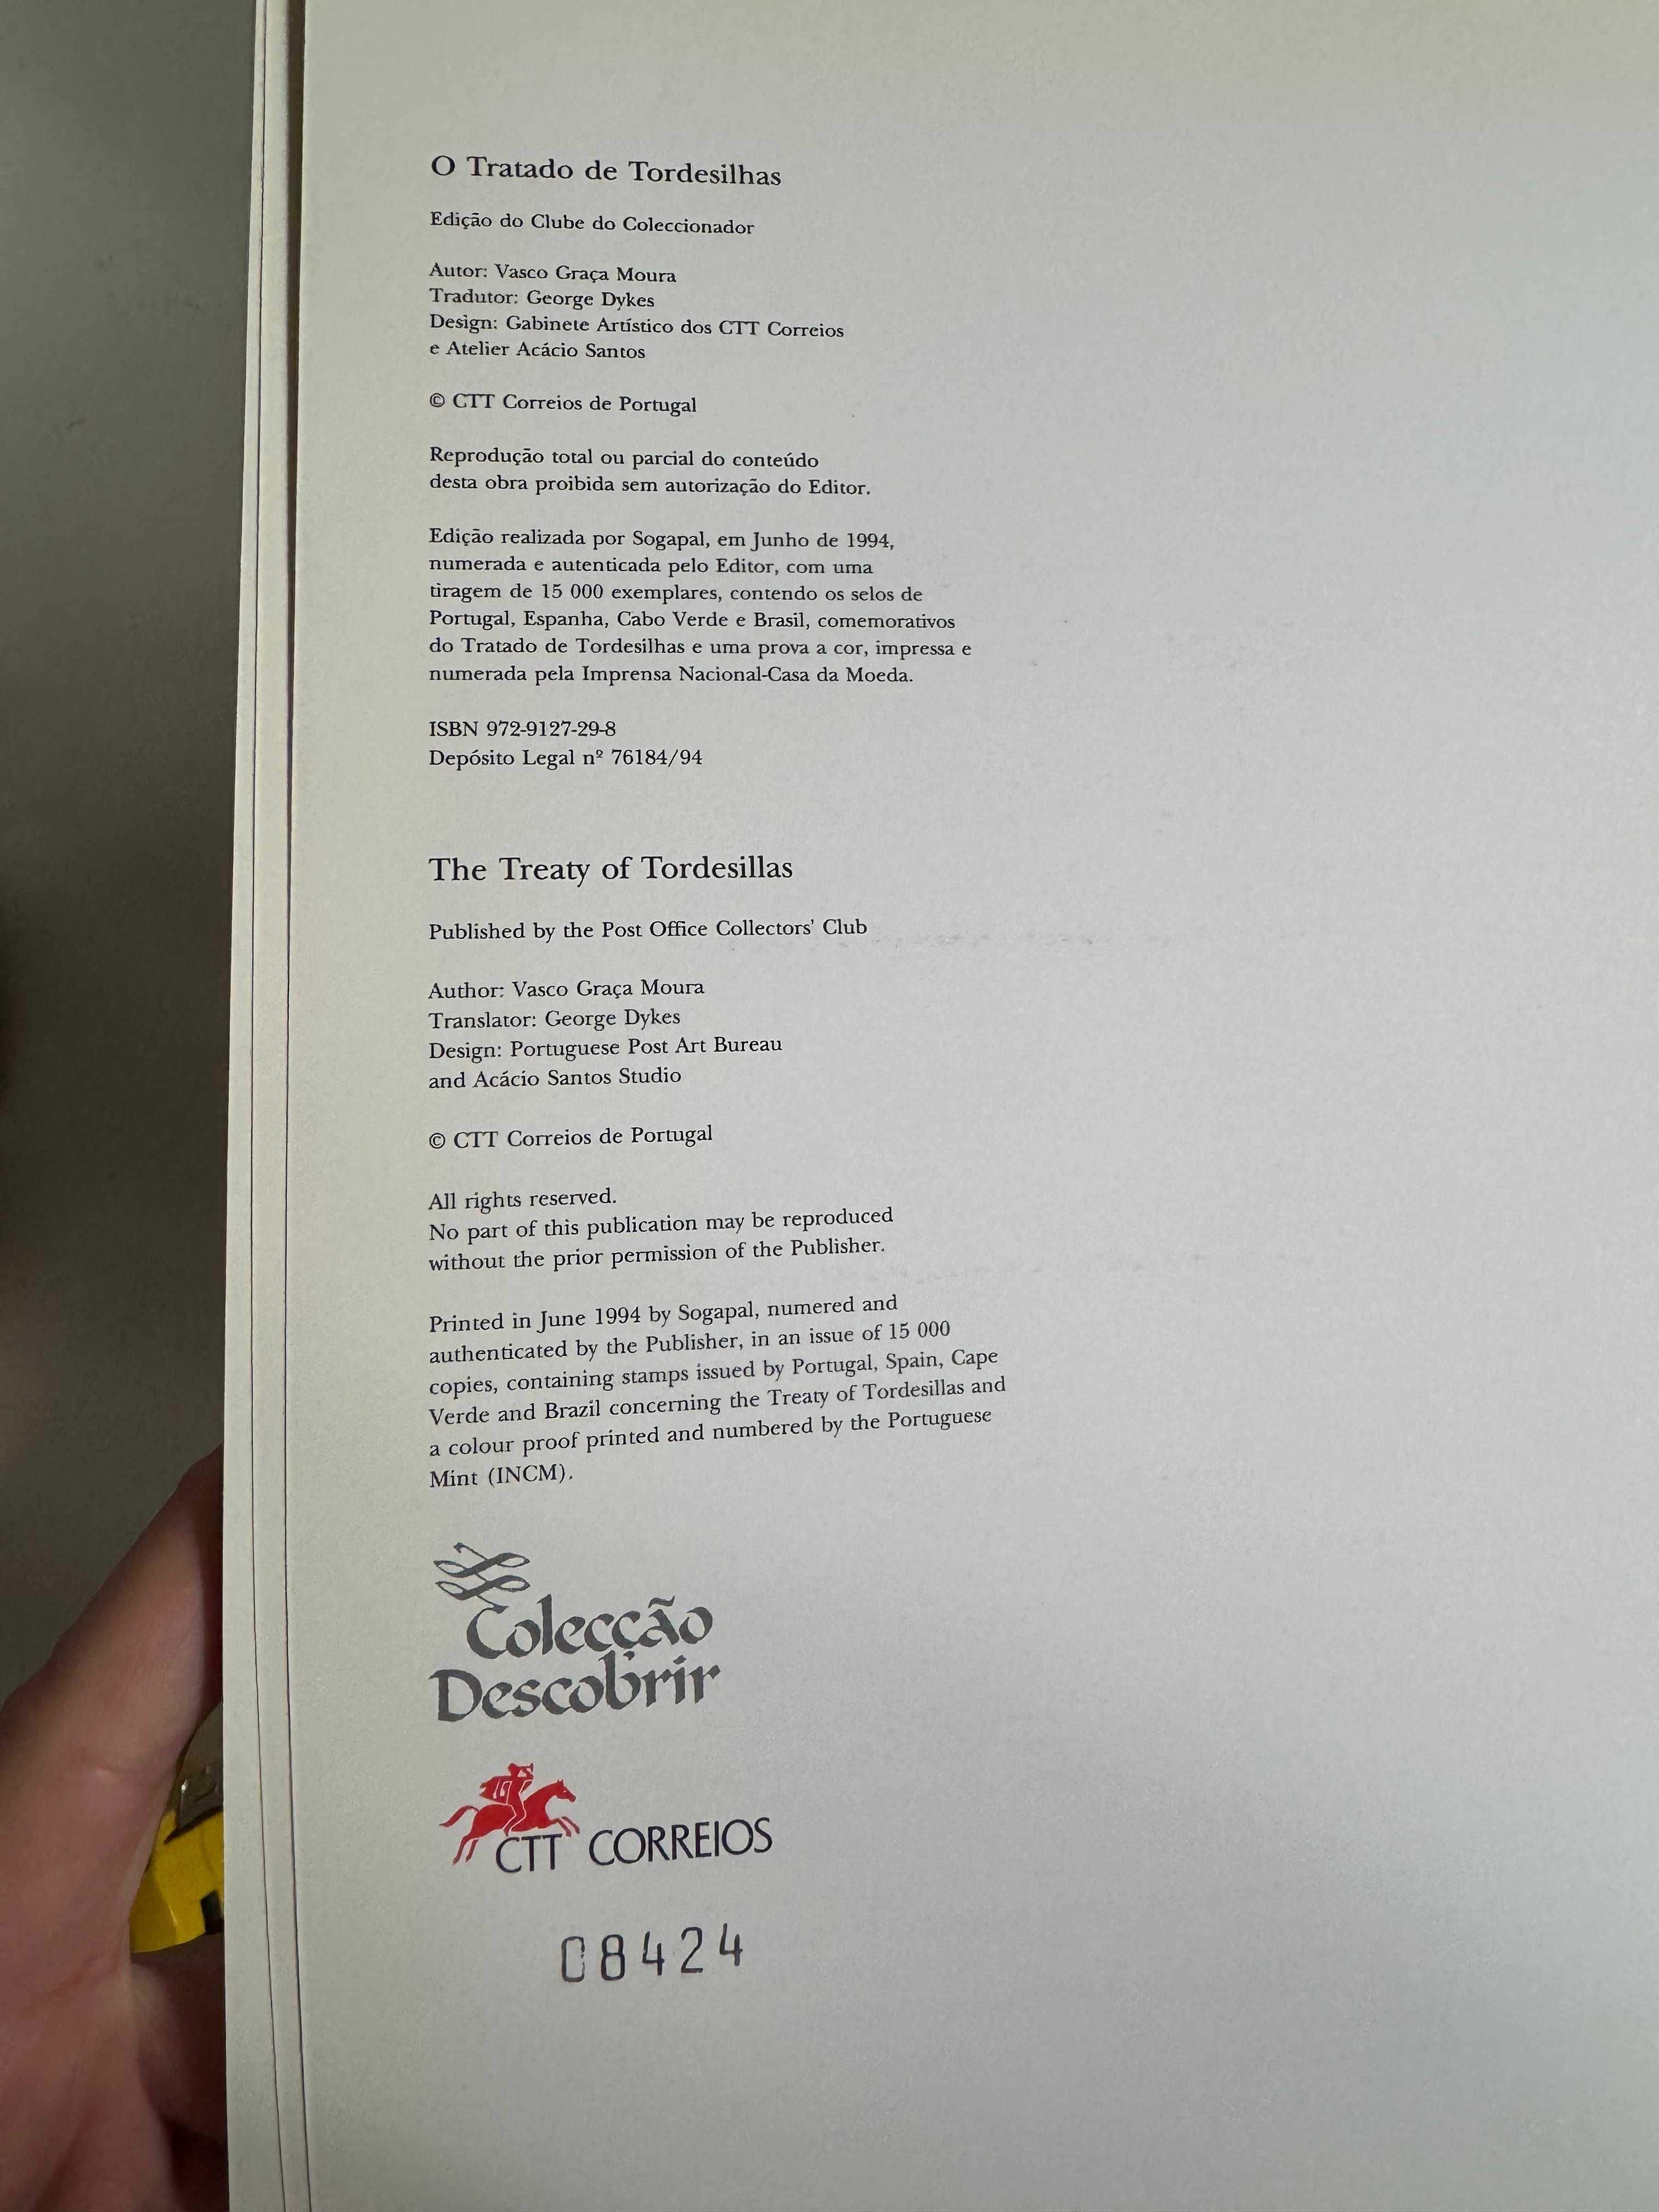 O Tratado de Tordesilhas
Edição do Clube do Coleccionador
Autor: Vasco Graça Moura
Tradutor: George Dykes
Design: Gabinete Artístico dos CTT Correios
e Atelier Acácio Santos
© CTT Correios de Portugal
Reprodução total ou parcial do conteúdo
desta obra proibida sem autorização do Editor.
Edição realizada por Sogapal, em Junho de 1994,
numerada e autenticada pelo Editor, com uma
tiragem de 15 000 exemplares, contendo os selos de
Portugal, Espanha, Cabo Verde e Brasil, comemorativos
do Tratado de Tordesilhas e uma prova a cor, impressa e
numerada pela Imprensa Nacional-Casa da Moeda.
ISBN 972-9127-29-8
Depósito Legal nº 76184/94
The Treaty of Tordesillas
Published by the Post Office Collectors' Club
Author: Vasco Graça Moura
Translator: George Dykes
Design: Portuguese Post Art Bureau
and Acácio Santos Studio
© CTT Correios de Portugal
All rights reserved.
No part of this publication may be reproduced
without the prior permission of the Publisher.
Printed in June 1994 by Sogapal, numered and
authenticated by the Publisher, in an issue of 15 000
copies, containing stamps issued by Portugal, Spain, Cape
Verde and Brazil concerning the Treaty of Tordesillas and
a colour proof printed and numbered by the Portuguese
Mint (INCM).
Colecção
Descobrir
CTT CORREIOS
08424